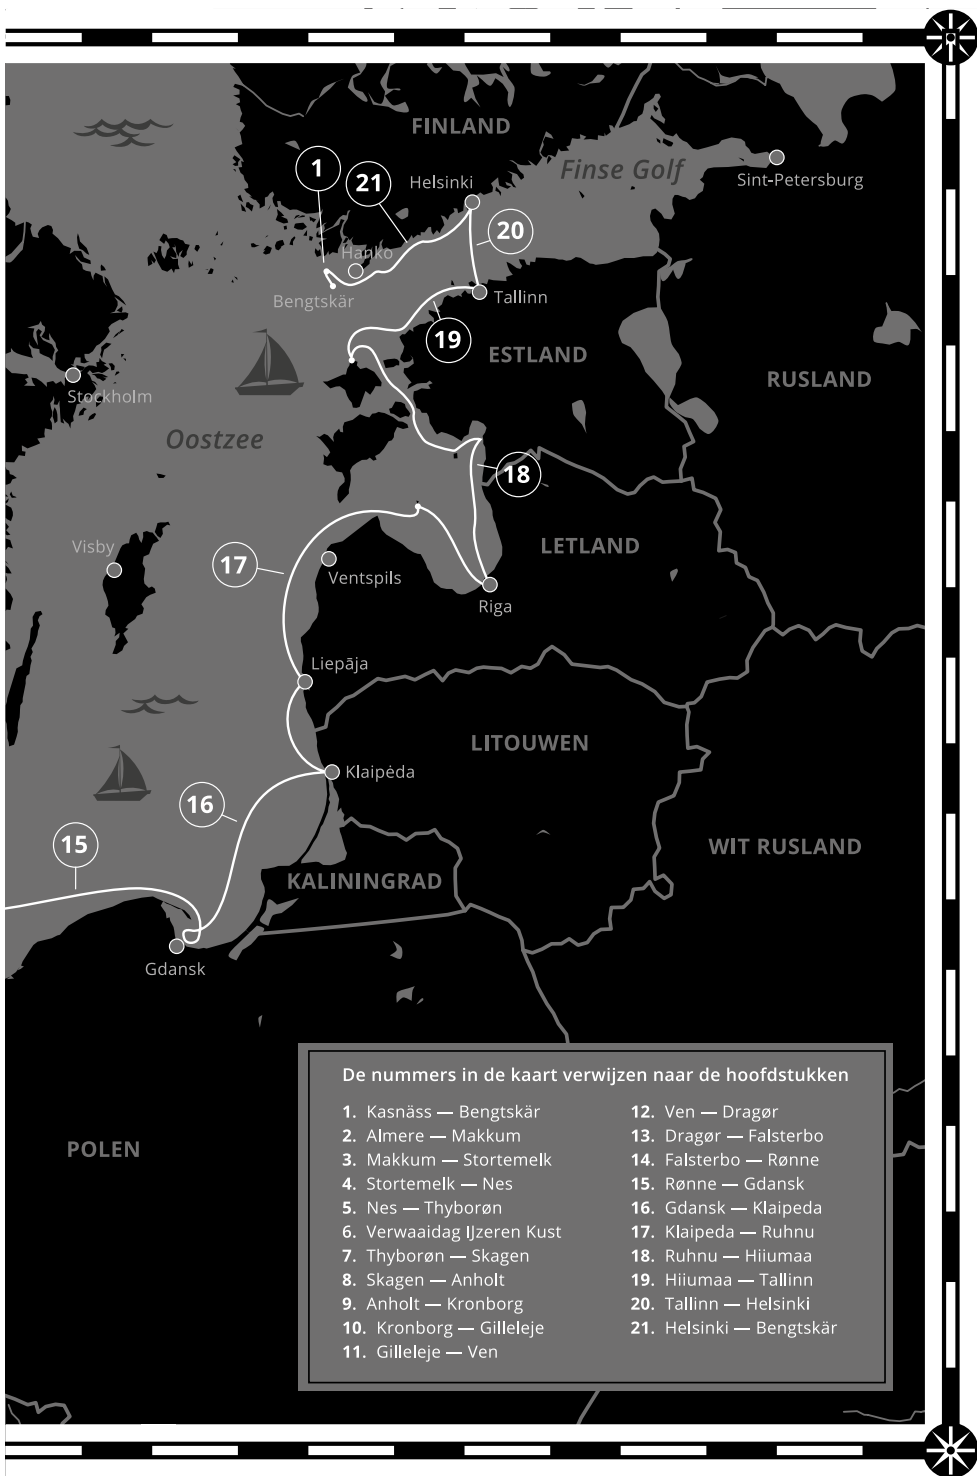 FINLAND
1
21
Helsinki
Finse Golf
Sint-Petersburg
20
Hanko
Bengtskär
Tallinn
19
ESTLAND
RUSLAND
Stockholm
Oostzee
18
Visby
17
LETLAND
Ventspils
Riga
Liepāja
LITOUWEN
Klaipėda
16
15
WIT RUSLAND
KALININGRAD
Gdansk
POLEN
De nummers in de kaart verwijzen naar de hoofdstukken
1. Kasnäss — Bengtskär
2. Almere — Makkum
3. Makkum — Stortemelk
4. Stortemelk — Nes
5. Nes — Thyborøn
6. Verwaaidag IJzeren Kust
7. Thyborøn — Skagen
8. Skagen — Anholt
9. Anholt — Kronborg
10. Kronborg — Gilleleje
11. Gilleleje — Ven
12. Ven — Dragør
13. Dragør — Falsterbo
14. Falsterbo — Rønne
15. Rønne — Gdansk
16. Gdansk — Klaipeda
17. Klaipeda — Ruhnu
18. Ruhnu — Hiiumaa
19. Hiiumaa — Tallinn
20. Tallinn — Helsinki
21. Helsinki — Bengtskär